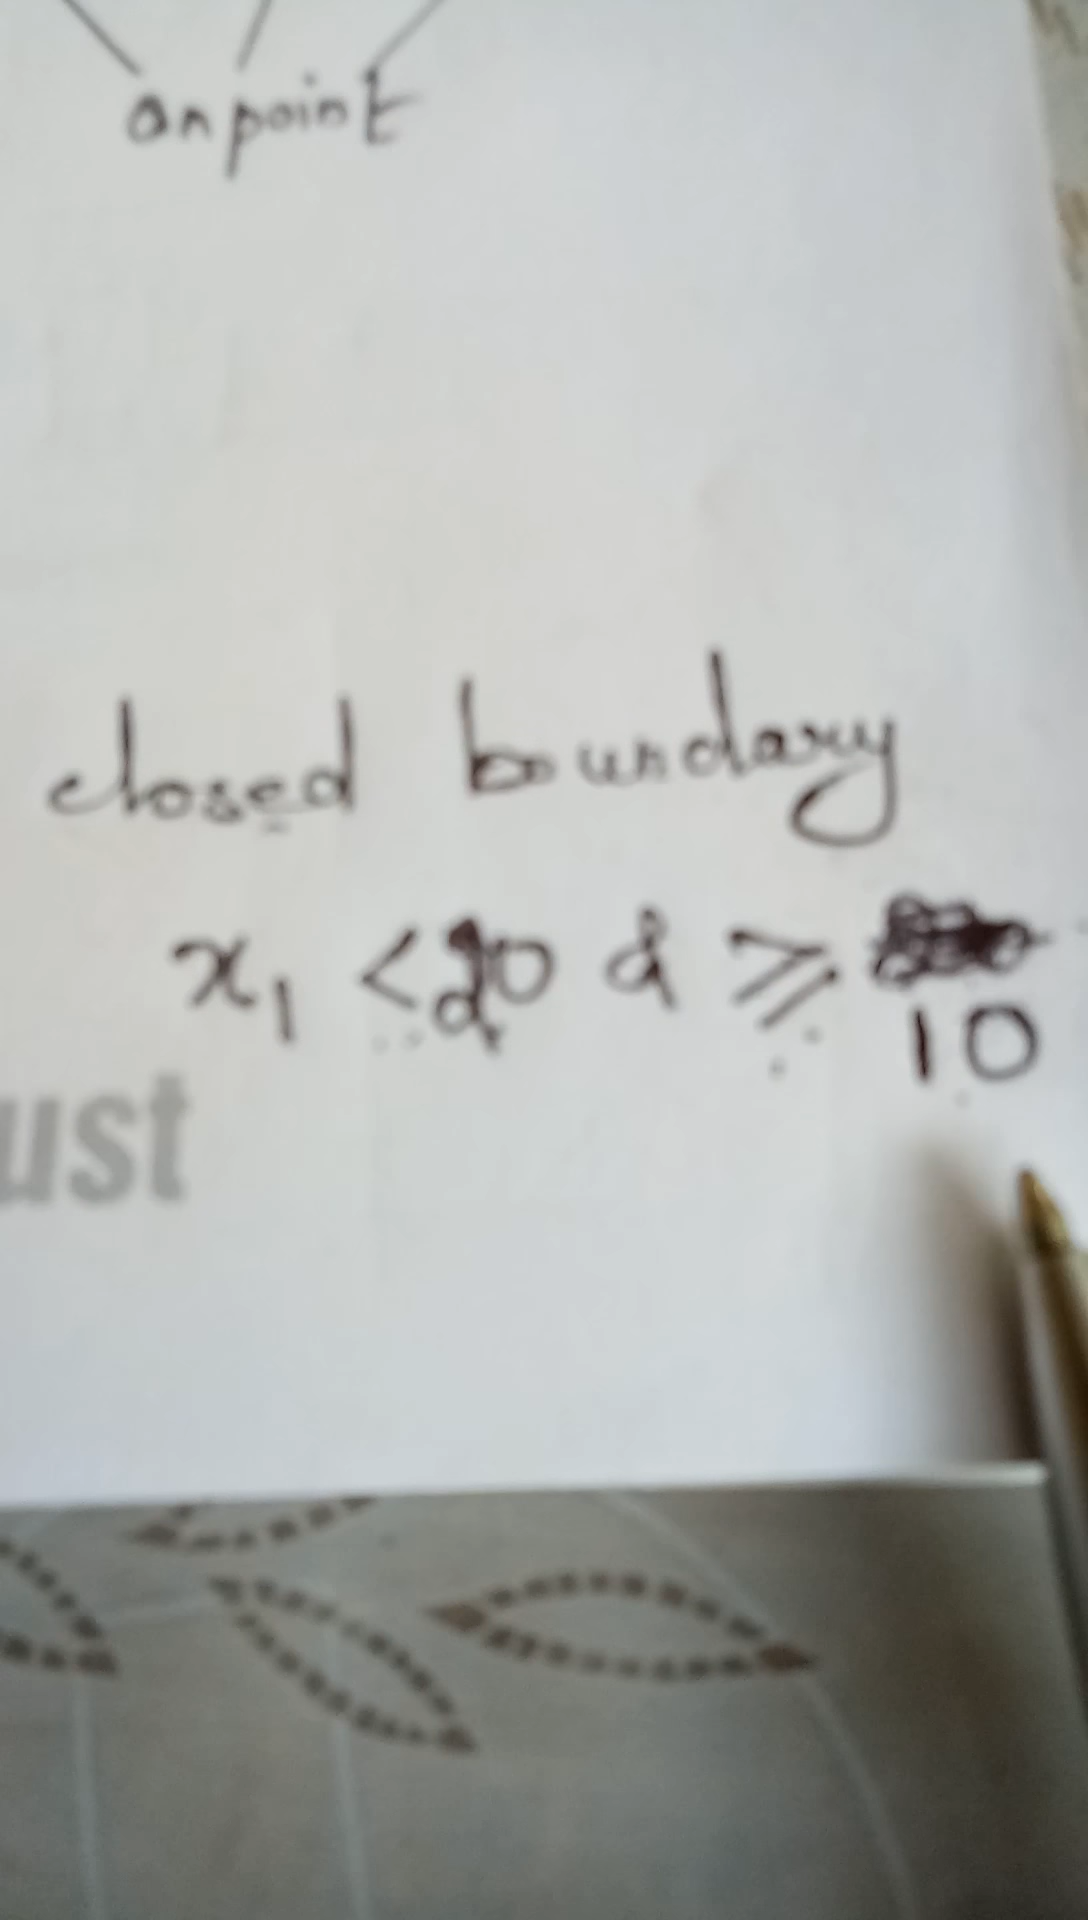 on point
closed boundary
x₁ < 20 & ≥
10
ust